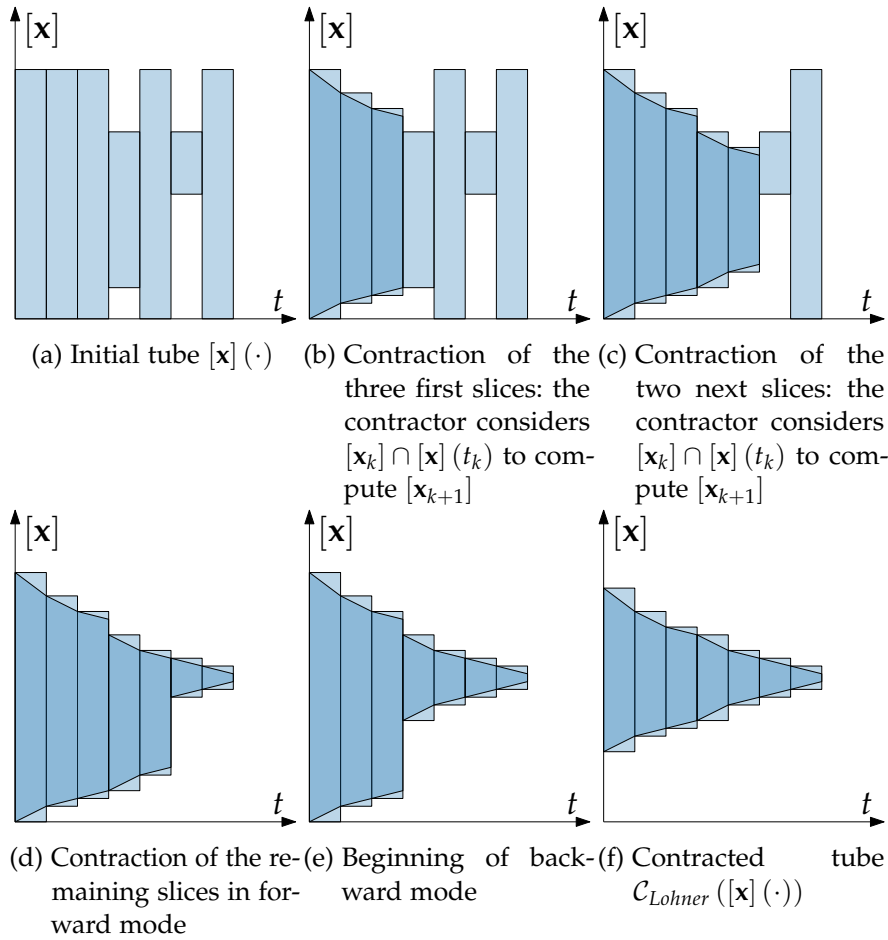 [x]
t
[x]
t
[x]
t
(a) Initial tube [x] (·)
(b) Contraction of the
three first slices: the
contractor considers
[x_k] ∩ [x] (t_k) to com-
pute [x_{k+1}]
(c) Contraction of the
two next slices: the
contractor considers
[x_k] ∩ [x] (t_k) to com-
pute [x_{k+1}]
[x]
t
[x]
t
[x]
t
(d) Contraction of the re-
maining slices in for-
ward mode
(e) Beginning of back-
ward mode
(f) Contracted tube
C_{Lohner} ([x] (·))